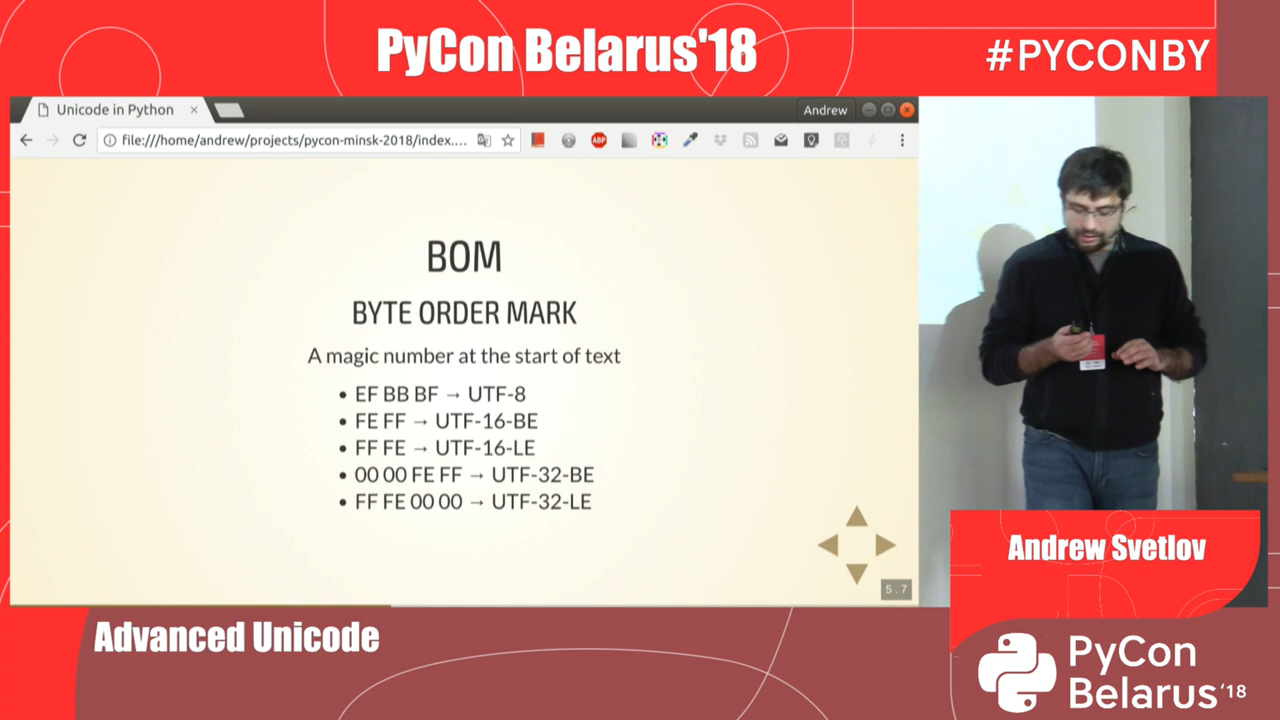 PyCon Belarus'18
#PYCONBY
Unicode in Python
Andrew
file:///home/andrew/projects/pycon-minsk-2018/index....
ABP
BOM
BYTE ORDER MARK
A magic number at the start of text
• EF BB BF → UTF-8
• FE FF → UTF-16-BE
• FF FE → UTF-16-LE
• 00 00 FE FF → UTF-32-BE
• FF FE 00 00 → UTF-32-LE
5.7
Andrew Svetlov
Advanced Unicode
PyCon
Belarus '18